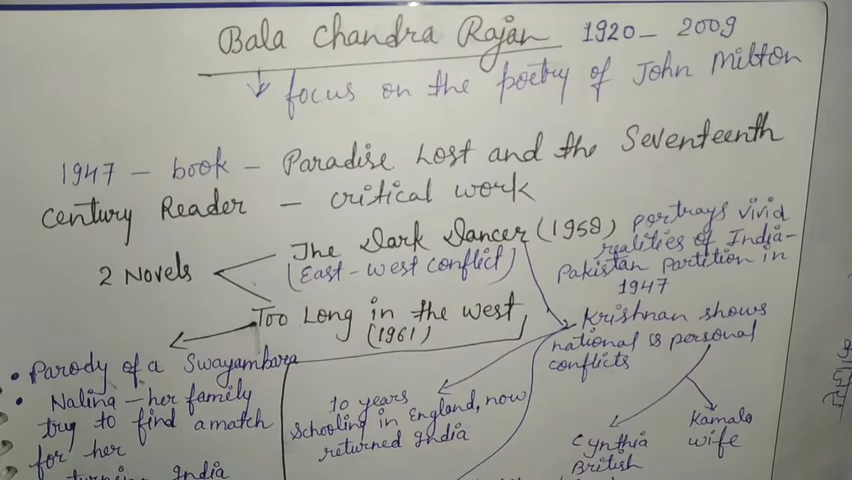 Bala Chandra Rajan 1920 - 2009
focus on the poetry of John Milton
1947 - book - Paradise Lost and the Seventeenth
century Reader - critical work
2 Novels
The Dark Dancer (1958)
(East-west conflict)
portrays vivid
realities of India-
Pakistan Partition in
1947
Too Long in the west
(1961)
Krishnan shows
national is personal
conflicts
10 years
Schooling in England, now
returned India
Cynthia
British
Kamala
wife
• Parody of a Swayambara
• Nalina - her family
try to find a match
for her
India